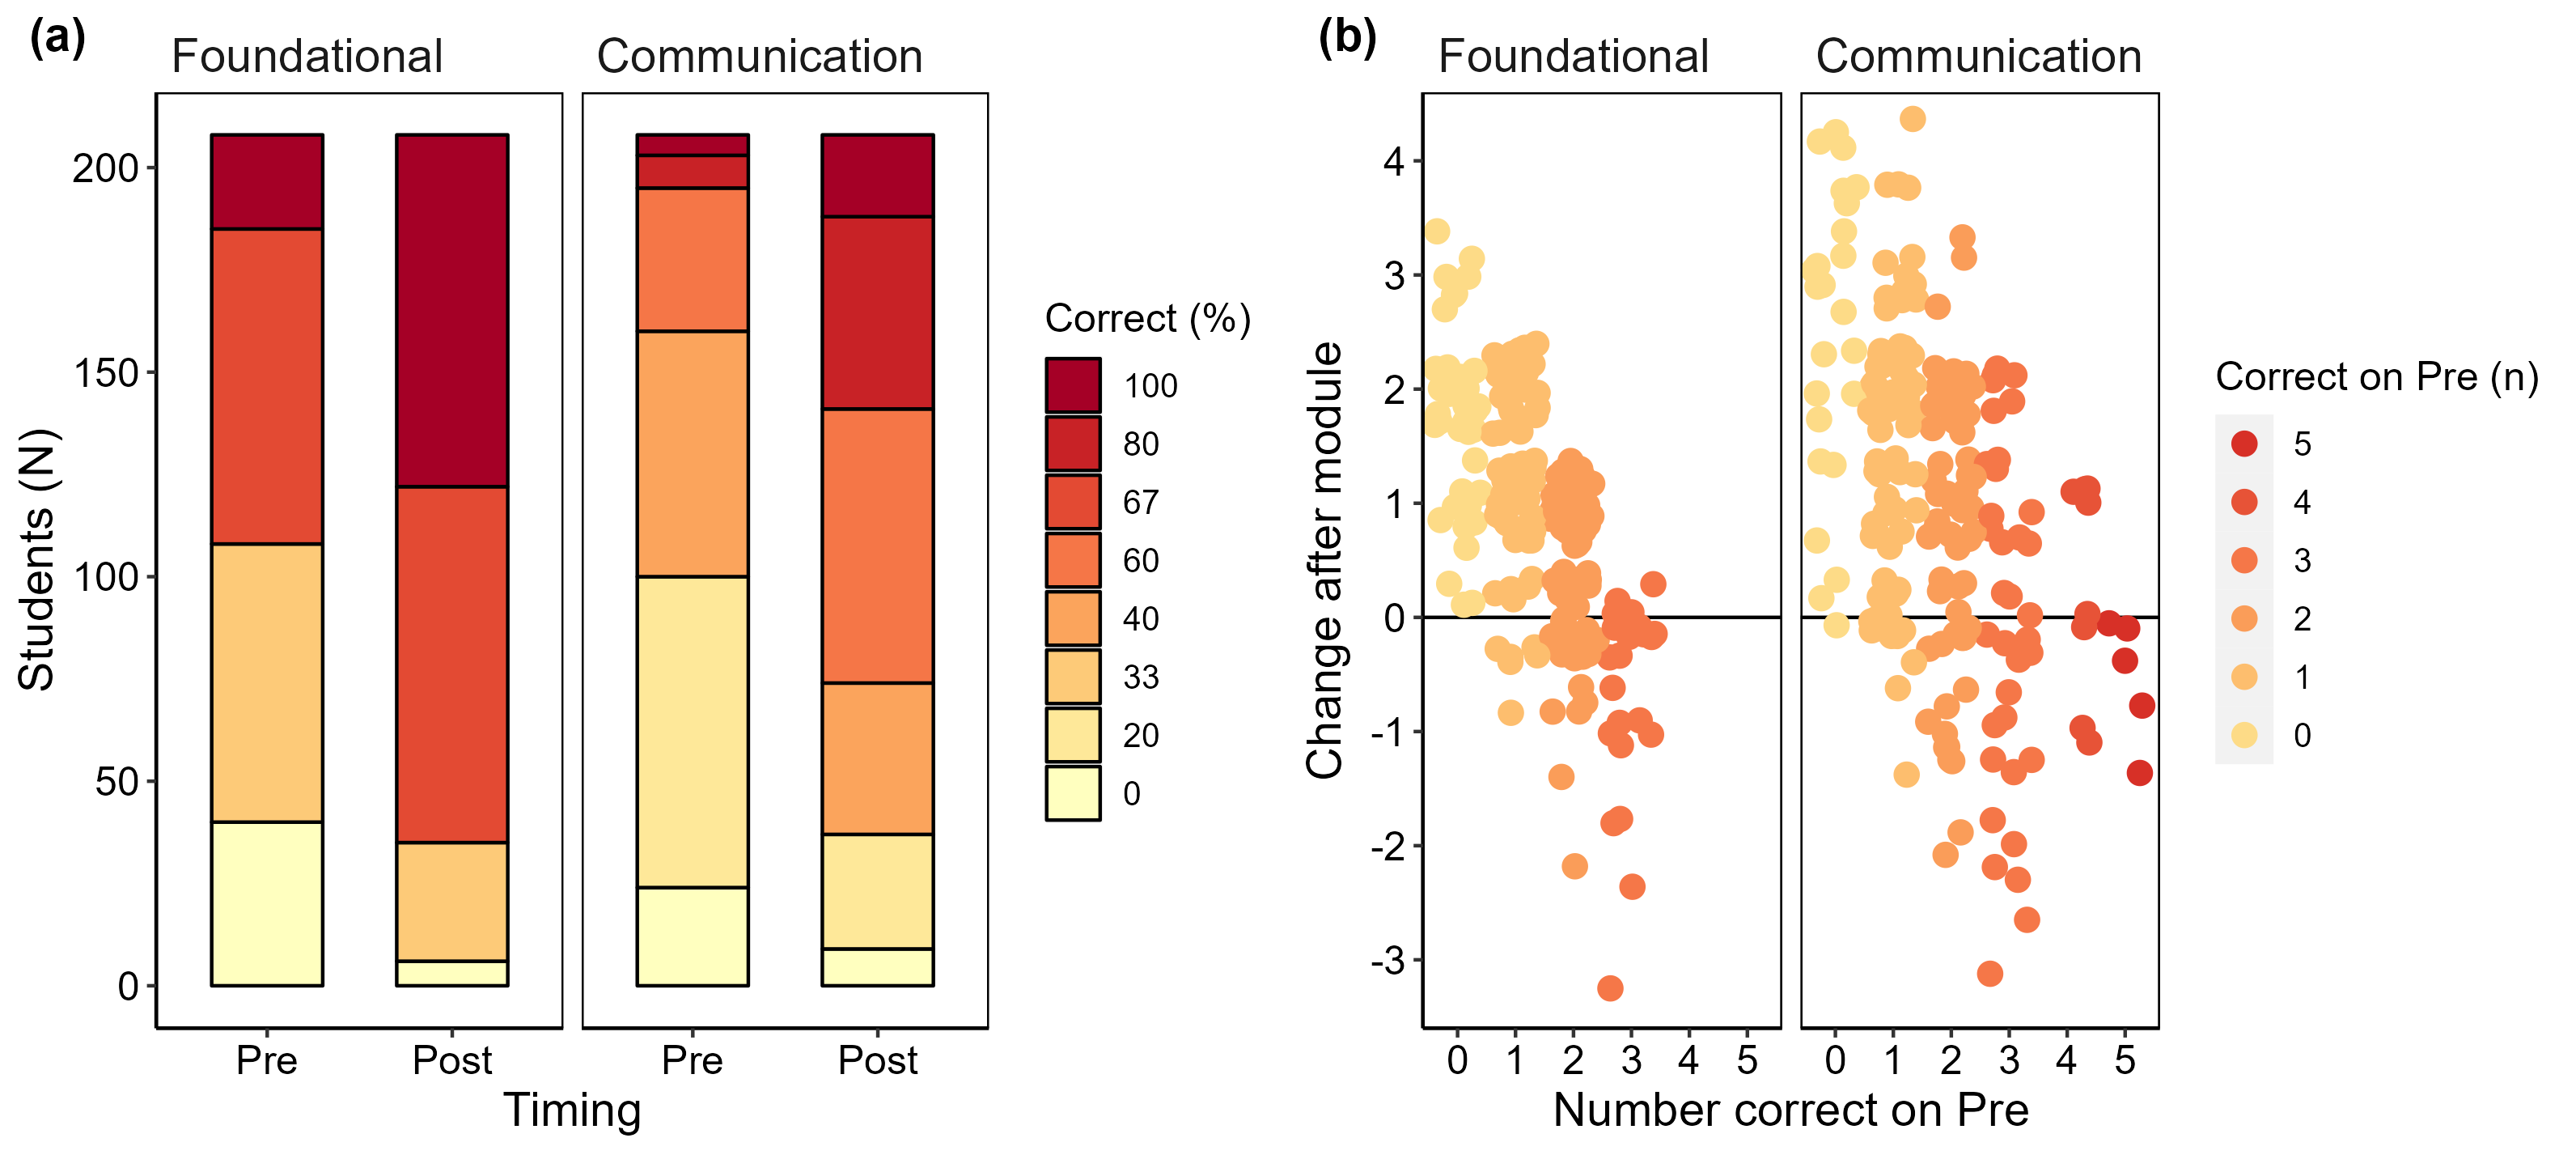 (a)
Foundational
Communication
Students (N)
200
150
100
50
0
Pre
Post
Pre
Post
Timing
Correct (%)
100
80
67
60
40
33
20
0
(b)
Foundational
Communication
Change after module
4
3
2
1
0
-1
-2
-3
0 1 2 3 4 5
0 1 2 3 4 5
Number correct on Pre
Correct on Pre (n)
5
4
3
2
1
0